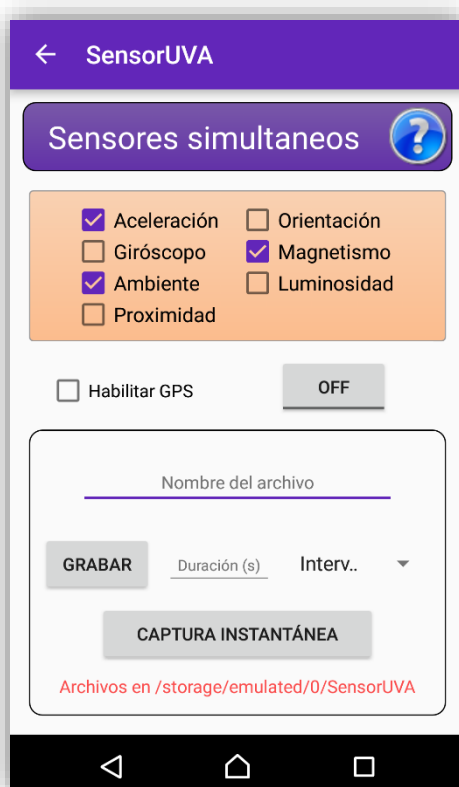 SensorUVA
Sensores simultaneos
Aceleración Orientación
Giróscopo Magnetismo
Ambiente Luminosidad
Proximidad
Habilitar GPS OFF
Nombre del archivo
GRABAR Duración (s) Interv..
CAPTURA INSTANTÁNEA
Archivos en /storage/emulated/0/SensorUVA